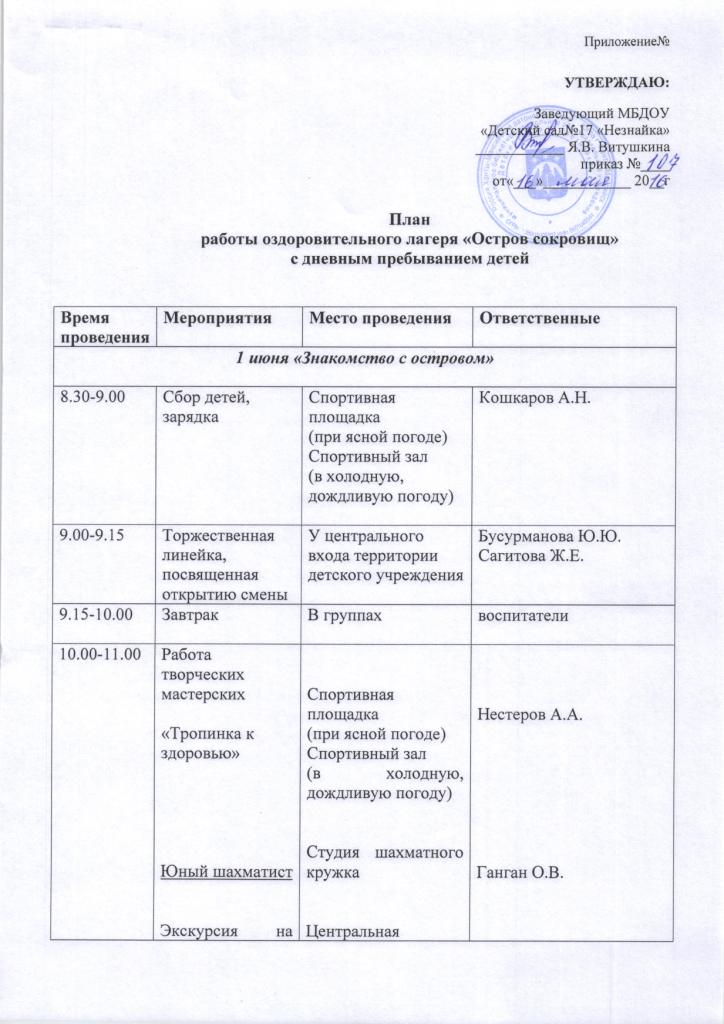 Приложение№
УТВЕРЖДАЮ:
Заведующий МБДОУ
«Детский сад№17 «Незнайка»
Я.В. Витушкина
приказ № 107
от« 16 » мая 2016г
План
работы оздоровительного лагеря «Остров сокровищ»
с дневным пребыванием детей
Время проведения | Мероприятия | Место проведения | Ответственные
1 июня «Знакомство с островом»
8.30-9.00
Сбор детей,
зарядка
Спортивная
площадка
(при ясной погоде)
Спортивный зал
(в холодную,
дождливую погоду)
Кошкаров А.Н.
9.00-9.15
Торжественная
линейка,
посвященная
открытию смены
У центрального
входа территории
детского учреждения
Бусурманова Ю.Ю.
Сагитова Ж.Е.
9.15-10.00
Завтрак
В группах
воспитатели
10.00-11.00
Работа
творческих
мастерских
«Тропинка к
здоровью»
Спортивная
площадка
(при ясной погоде)
Спортивный зал
(в холодную,
дождливую погоду)
Нестеров А.А.
Юный шахматист
Студия шахматного
кружка
Ганган О.В.
Экскурсия на
Центральная